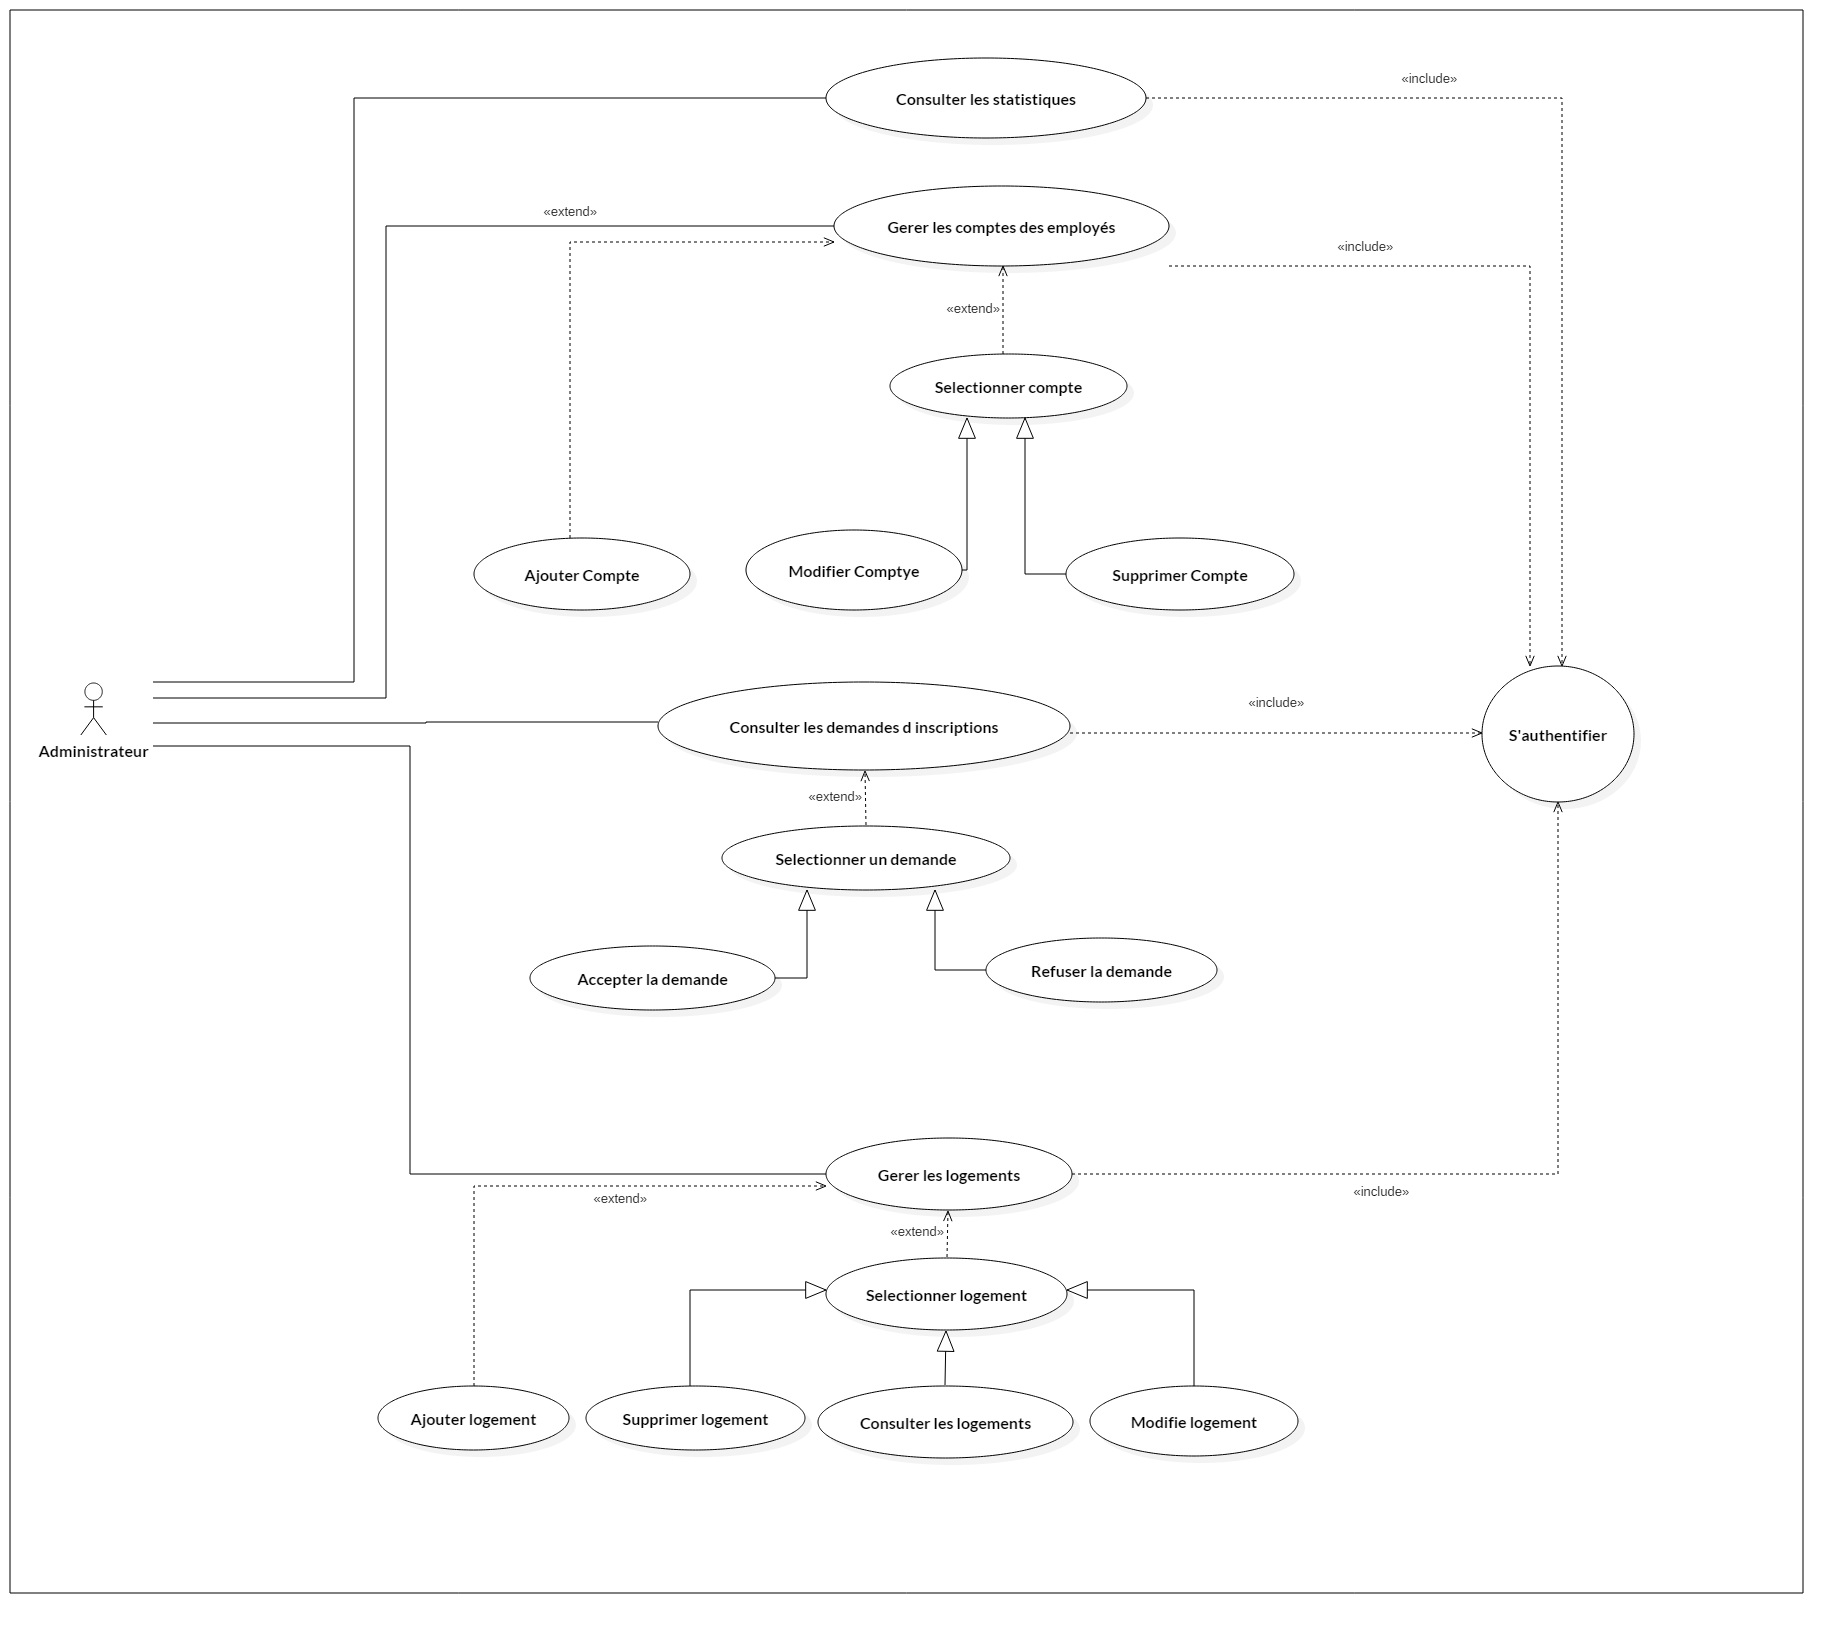 «include»
Consulter les statistiques
«extend»
Gerer les comptes des employés
«include»
«extend»
Selectionner compte
Ajouter Compte
Modifier Comptye
Supprimer Compte
Administrateur
Consulter les demandes d inscriptions
«include»
S'authentifier
«extend»
Selectionner un demande
Accepter la demande
Refuser la demande
Gerer les logements
«extend»
«include»
«extend»
Selectionner logement
Ajouter logement
Supprimer logement
Consulter les logements
Modifie logement